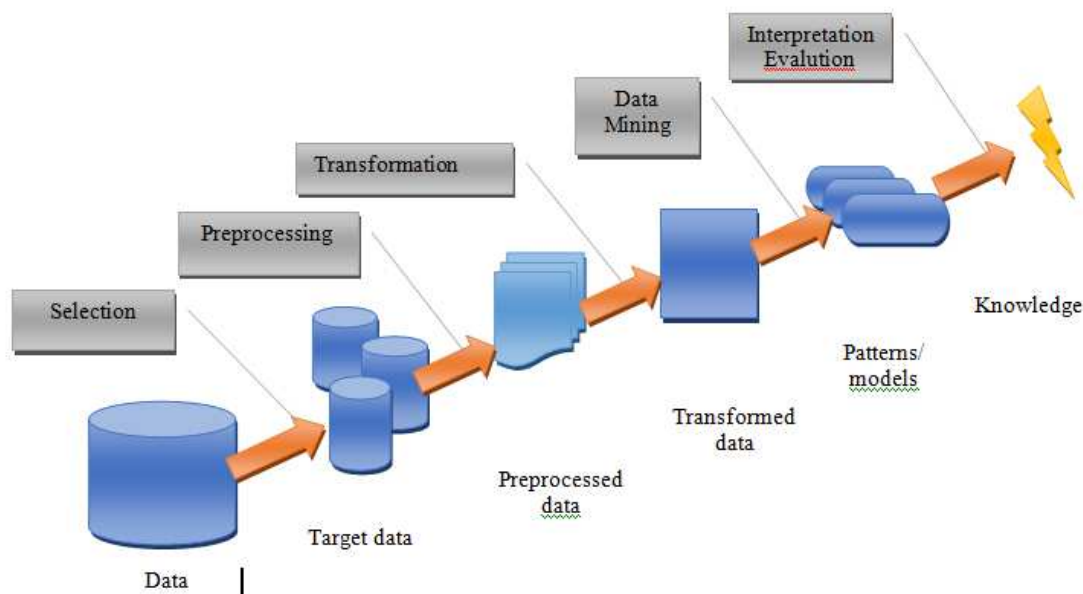 Interpretation
Evalution
Data
Mining
Transformation
Preprocessing
Selection
Knowledge
Patterns/
models
Transformed
data
Preprocessed
data
Target data
Data